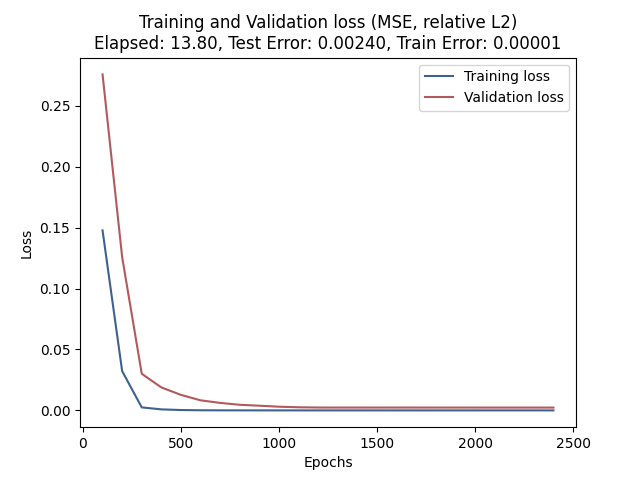 Training and Validation loss (MSE, relative L2)
Elapsed: 13.80, Test Error: 0.00240, Train Error: 0.00001
Training loss
Validation loss
0.25
0.20
0.15
0.10
0.05
0.00
Loss
0
500
1000
1500
2000
2500
Epochs